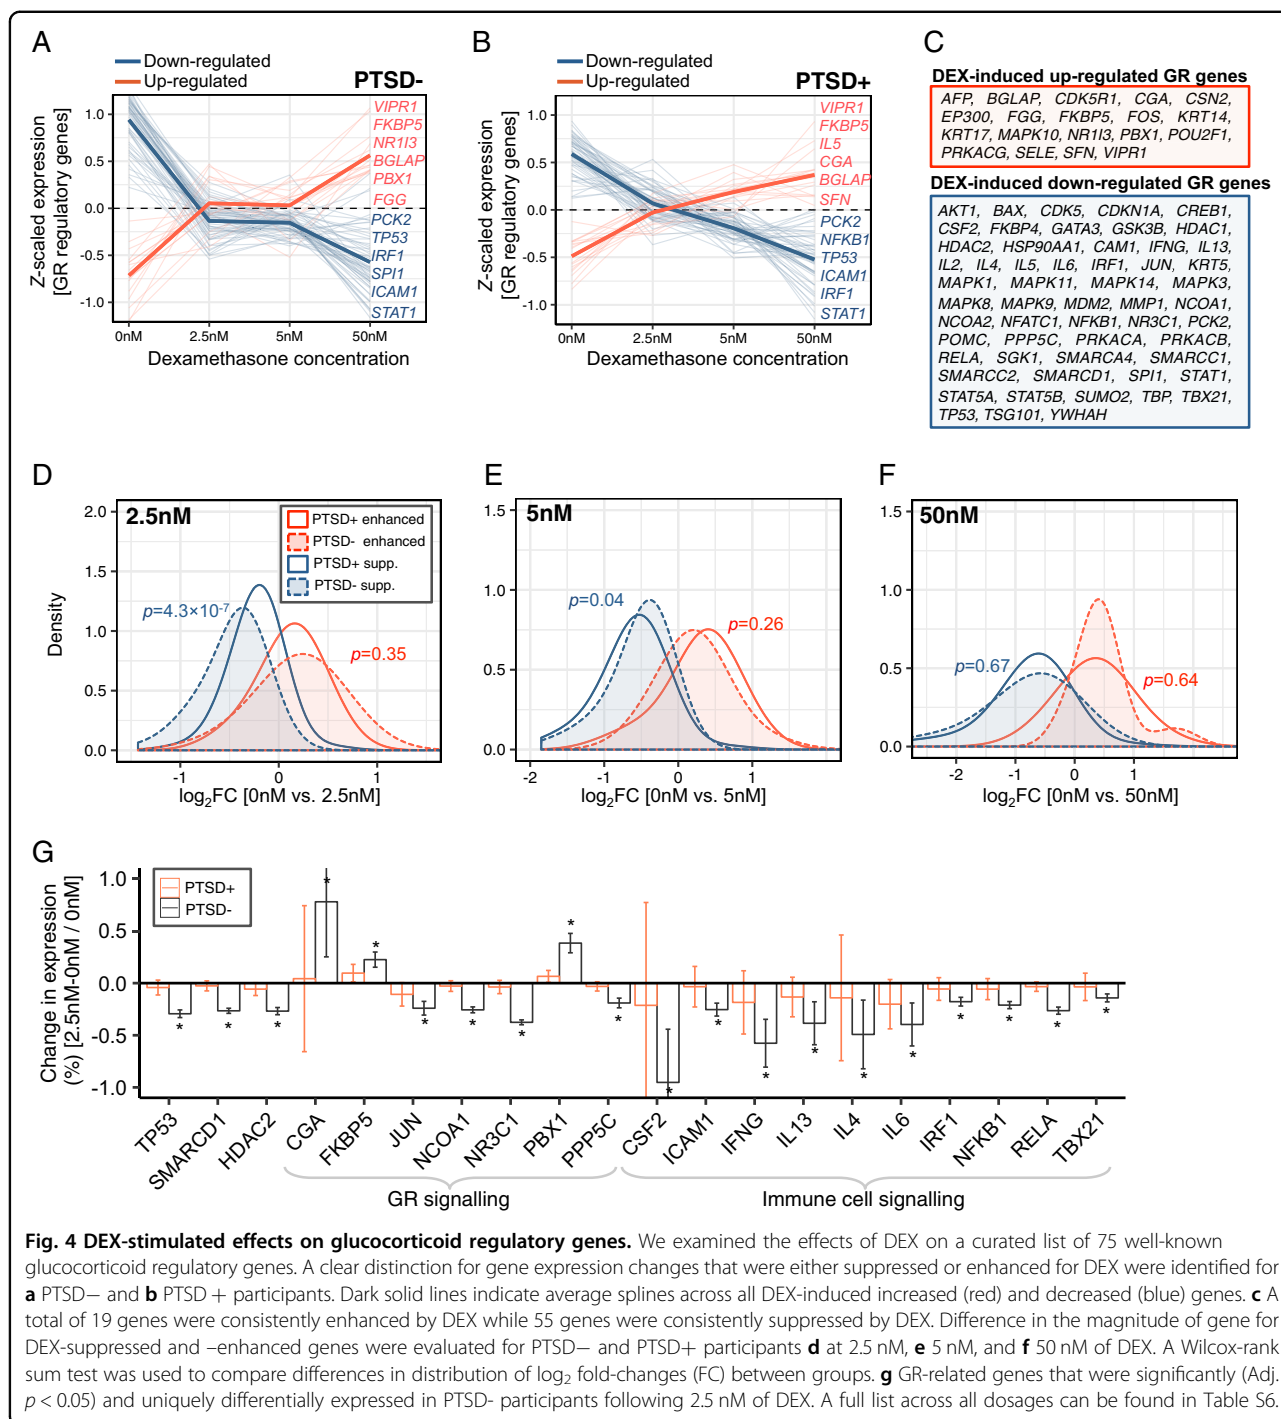 A
Down-regulated
Up-regulated
PTSD-
Z-scaled expression
[GR regulatory genes]
1.0
0.5
0.0
-0.5
-1.0
VIPR1
FKBP5
NR1I3
BGLAP
PBX1
FGG
PCK2
TP53
IRF1
SPI1
ICAM1
STAT1
0nM
2.5nM
5nM
50nM
Dexamethasone concentration
B
Down-regulated
Up-regulated
PTSD+
Z-scaled expression
[GR regulatory genes]
1.0
0.5
0.0
-0.5
-1.0
VIPR1
FKBP5
IL5
CGA
BGLAP
SFN
PCK2
NFKB1
TP53
ICAM1
IRF1
STAT1
0nM
2.5nM
5nM
50nM
Dexamethasone concentration
C
DEX-induced up-regulated GR genes
AFP, BGLAP, CDK5R1, CGA, CSN2,
EP300, FGG, FKBP5, FOS, KRT14,
KRT17, MAPK10, NR1I3, PBX1, POU2F1,
PRKACG, SELE, SFN, VIPR1
DEX-induced down-regulated GR genes
AKT1, BAX, CDK5, CDKN1A, CREB1,
CSF2, FKBP4, GATA3, GSK3B, HDAC1,
HDAC2, HSP90AA1, CAM1, IFNG, IL13,
IL2, IL4, IL5, IL6, IRF1, JUN, KRT5,
MAPK1, MAPK11, MAPK14, MAPK3,
MAPK8, MAPK9, MDM2, MMP1, NCOA1,
NCOA2, NFATC1, NFKB1, NR3C1, PCK2,
POMC, PPP5C, PRKACA, PRKACB,
RELA, SGK1, SMARCA4, SMARCC1,
SMARCC2, SMARCD1, SPI1, STAT1,
STAT5A, STAT5B, SUMO2, TBP, TBX21,
TP53, TSG101, YWHAH
D
2.5nM
PTSD+ enhanced
PTSD- enhanced
PTSD+ supp.
PTSD- supp.
p=4.3×10-7
p=0.35
Density
2.0
1.5
1.0
0.5
0.0
-1
0
1
log2FC [0nM vs. 2.5nM]
E
5nM
p=0.04
p=0.26
1.5
1.0
0.5
0.0
-2
-1
0
1
log2FC [0nM vs. 5nM]
F
50nM
p=0.67
p=0.64
1.5
1.0
0.5
0.0
-2
-1
0
1
log2FC [0nM vs. 50nM]
G
PTSD+
PTSD-
Change in expression
(%) [2.5nM-0nM / 0nM]
1.0
0.5
0.0
-0.5
-1.0
* * * * * * * * * * * * * * * * * * * *
TP53
SMARCD1
HDAC2
CGA
FKBP5
JUN
NCOA1
NR3C1
PBX1
PPP5C
CSF2
ICAM1
IFNG
IL13
IL4
IL6
IRF1
NFKB1
RELA
TBX21
GR signalling
Immune cell signalling
Fig. 4 DEX-stimulated effects on glucocorticoid regulatory genes. We examined the effects of DEX on a curated list of 75 well-known
glucocorticoid regulatory genes. A clear distinction for gene expression changes that were either suppressed or enhanced for DEX were identified for
a PTSD− and b PTSD + participants. Dark solid lines indicate average splines across all DEX-induced increased (red) and decreased (blue) genes. c A
total of 19 genes were consistently enhanced by DEX while 55 genes were consistently suppressed by DEX. Difference in the magnitude of gene for
DEX-suppressed and –enhanced genes were evaluated for PTSD− and PTSD+ participants d at 2.5 nM, e 5 nM, and f 50 nM of DEX. A Wilcox-rank
sum test was used to compare differences in distribution of log2 fold-changes (FC) between groups. g GR-related genes that were significantly (Adj.
p < 0.05) and uniquely differentially expressed in PTSD- participants following 2.5 nM of DEX. A full list across all dosages can be found in Table S6.